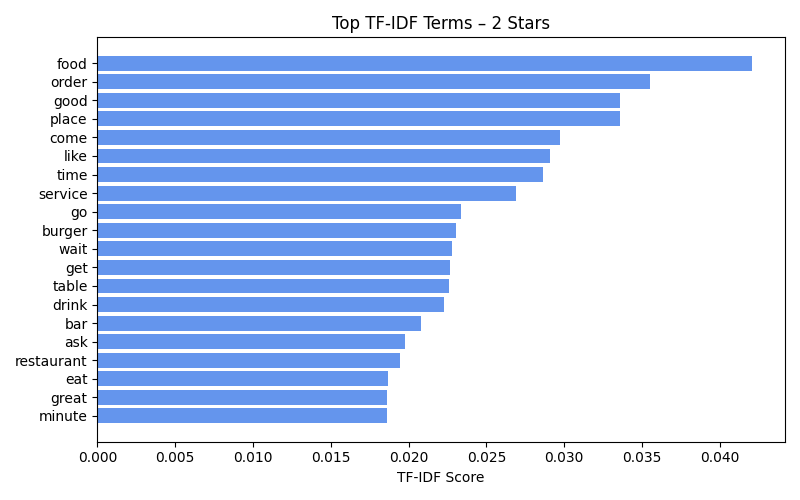 Top TF-IDF Terms – 2 Stars
food
order
good
place
come
like
time
service
go
burger
wait
get
table
drink
bar
ask
restaurant
eat
great
minute
0.000 0.005 0.010 0.015 0.020 0.025 0.030 0.035 0.040
TF-IDF Score